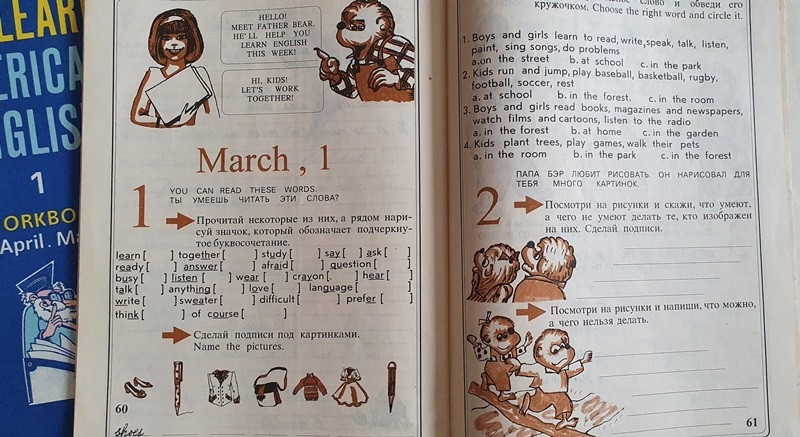 LEAR
ERICA
NGLIS
1
ORKBO
April. Ma
HELLO!
MEET FATHER BEAR.
HE'LL HELP YOU
LEARN ENGLISH
THIS WEEK!
HI, KIDS!
LET'S WORK
TOGETHER!
March, 1
1
YOU CAN READ THESE WORDS.
ТЫ УМЕЕШЬ ЧИТАТЬ ЭТИ СЛОВА?
Прочитай некоторые из них, а рядом нари-
суй значок, который обозначает подчеркну-
тое буквосочетание.
learn [ ] together [ ] study [ ] say [ ] ask [ ]
ready [ ] answer [ ] afraid [ ] question [ ]
busy [ ] listen [ ] wear [ ] crayon [ ] hear [ ]
talk [ ] anything [ ] love [ ] language [ ]
write [ ] sweater [ ] difficult [ ] prefer [ ]
think [ ] of course [ ]
Сделай подписи под картинками.
Name the pictures.
60
shoes
слово и обведи его
кружочком. Choose the right word and circle it.
1. Boys and girls learn to read, write, speak, talk, listen,
paint, sing songs, do problems
a. on the street b. at school c. in the park
2. Kids run and jump, play baseball, basketball, rugby,
football, soccer, rest
a. at school b. in the forest. c. in the room
3. Boys and girls read books, magazines and newspapers,
watch films and cartoons, listen to the radio
a. in the forest b. at home c. in the garden
4. Kids plant trees, play games, walk their pets
a. in the room b. in the park c. in the forest
ПАПА БЭР ЛЮБИТ РИСОВАТЬ. ОН НАРИСОВАЛ ДЛЯ
ТЕБЯ МНОГО КАРТИНОК.
2
Посмотри на рисунки и скажи, что умеют,
а чего не умеют делать те, кто изображен
на них. Сделай подписи.
Посмотри на рисунки и напиши, что можно,
а чего нельзя делать.
61